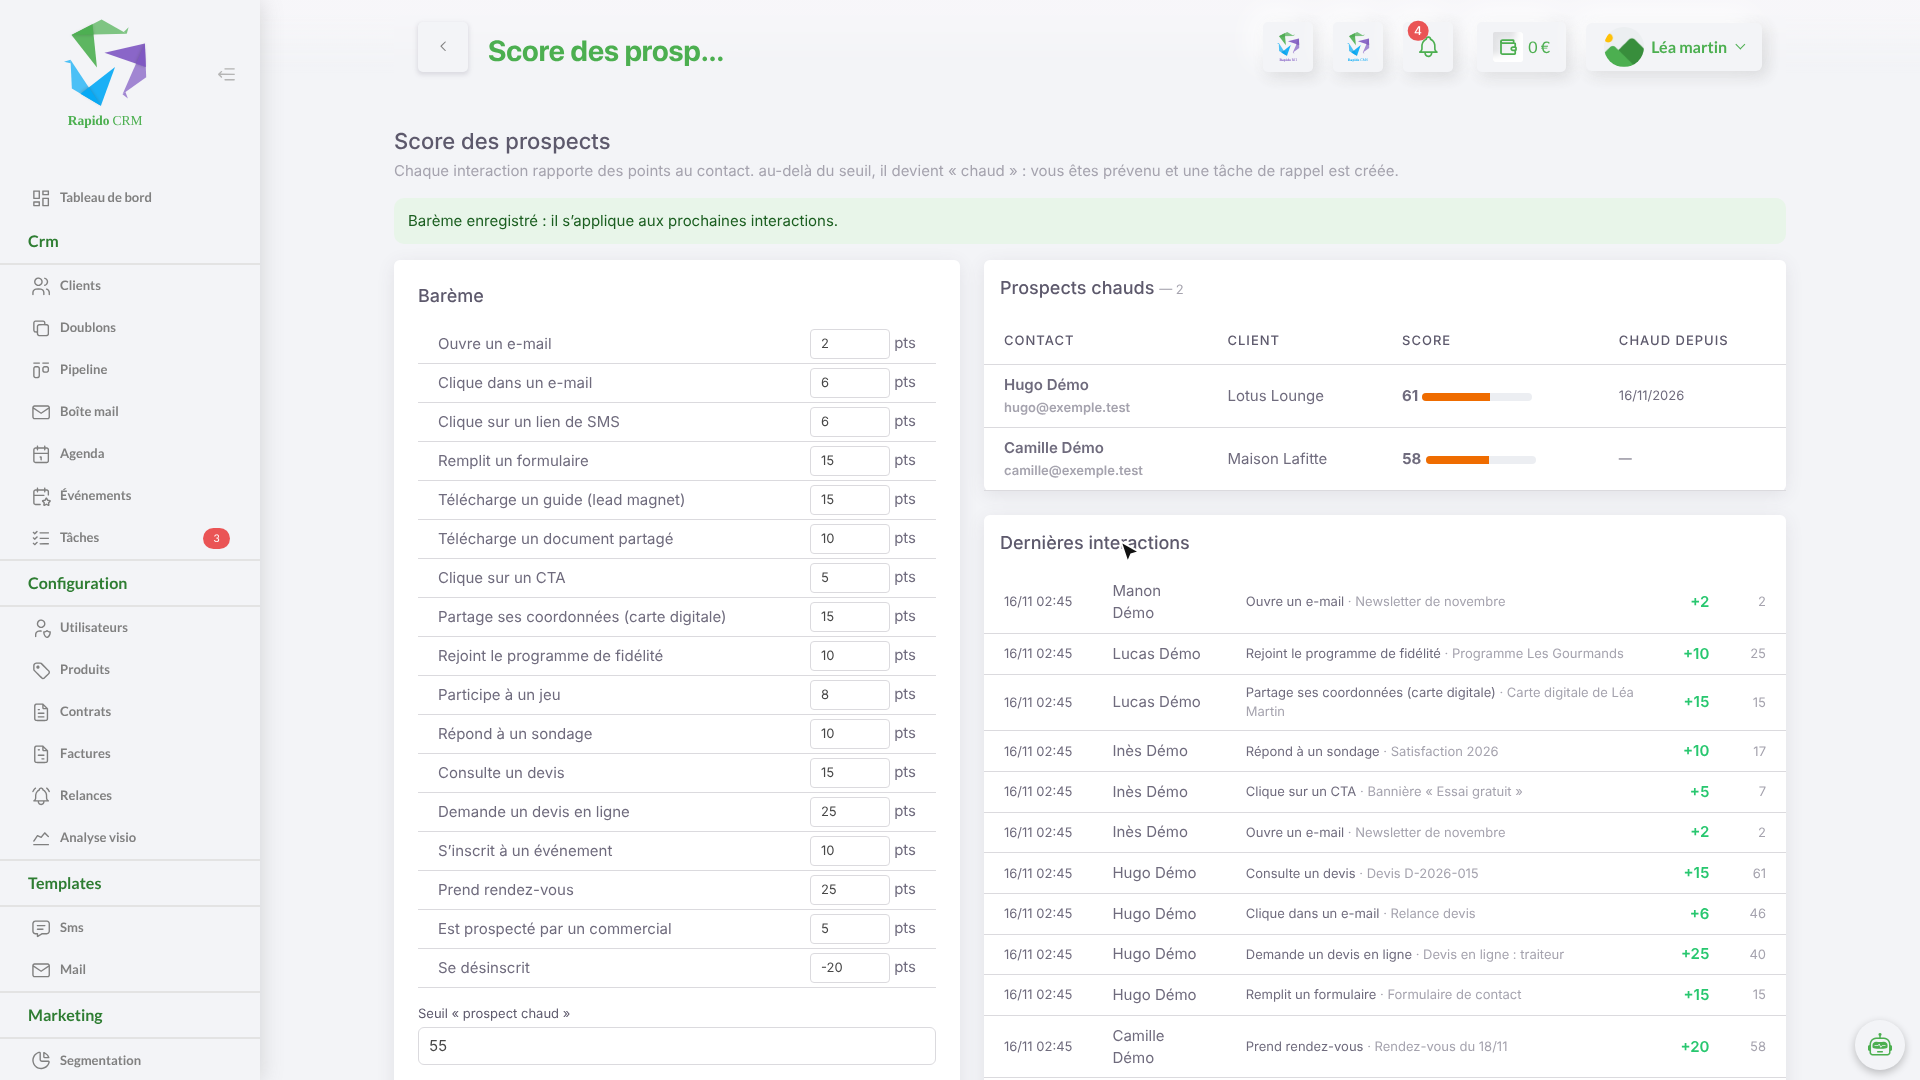 Rapido CRM
Tableau de bord
Crm
Clients
Doublons
Pipeline
Boîte mail
Agenda
Événements
Tâches 3
Configuration
Utilisateurs
Produits
Contrats
Factures
Relances
Analyse visio
Templates
Sms
Mail
Marketing
Segmentation
Score des prosp...
4
0 €
Léa martin
Score des prospects
Chaque interaction rapporte des points au contact. au-delà du seuil, il devient « chaud » : vous êtes prévenu et une tâche de rappel est créée.
Barème enregistré : il s’applique aux prochaines interactions.
Barème
Ouvre un e-mail 2 pts
Clique dans un e-mail 6 pts
Clique sur un lien de SMS 6 pts
Remplit un formulaire 15 pts
Télécharge un guide (lead magnet) 15 pts
Télécharge un document partagé 10 pts
Clique sur un CTA 5 pts
Partage ses coordonnées (carte digitale) 15 pts
Rejoint le programme de fidélité 10 pts
Participe à un jeu 8 pts
Répond à un sondage 10 pts
Consulte un devis 15 pts
Demande un devis en ligne 25 pts
S’inscrit à un événement 10 pts
Prend rendez-vous 25 pts
Est prospecté par un commercial 5 pts
Se désinscrit -20 pts
Seuil « prospect chaud »
55
Prospects chauds — 2
CONTACT CLIENT SCORE CHAUD DEPUIS
Hugo Démo
hugo@exemple.test
Lotus Lounge 61 16/11/2026
Camille Démo
camille@exemple.test
Maison Lafitte 58 —
Dernières interactions
16/11 02:45 Manon Démo Ouvre un e-mail · Newsletter de novembre +2 2
16/11 02:45 Lucas Démo Rejoint le programme de fidélité · Programme Les Gourmands +10 25
16/11 02:45 Lucas Démo Partage ses coordonnées (carte digitale) · Carte digitale de Léa Martin +15 15
16/11 02:45 Inès Démo Répond à un sondage · Satisfaction 2026 +10 17
16/11 02:45 Inès Démo Clique sur un CTA · Bannière « Essai gratuit » +5 7
16/11 02:45 Inès Démo Ouvre un e-mail · Newsletter de novembre +2 2
16/11 02:45 Hugo Démo Consulte un devis · Devis D-2026-015 +15 61
16/11 02:45 Hugo Démo Clique dans un e-mail · Relance devis +6 46
16/11 02:45 Hugo Démo Demande un devis en ligne · Devis en ligne : traiteur +25 40
16/11 02:45 Hugo Démo Remplit un formulaire · Formulaire de contact +15 15
16/11 02:45 Camille Démo Prend rendez-vous · Rendez-vous du 18/11 +20 58